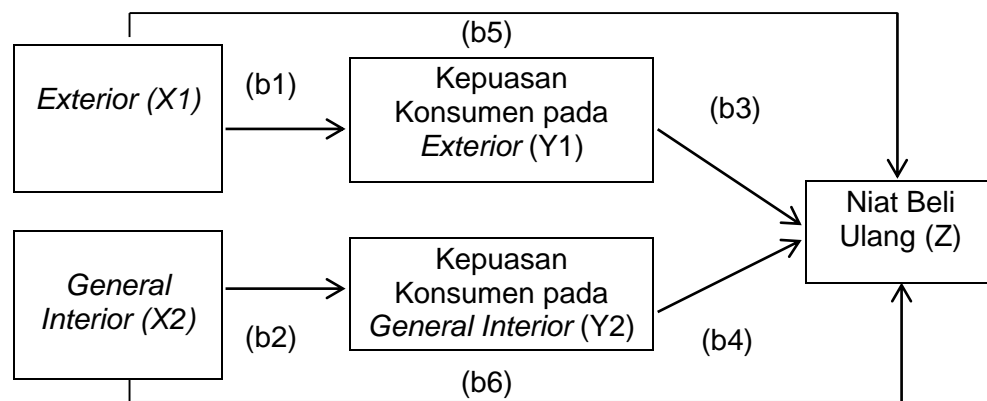 (b5)
Exterior (X1)
(b1)
Kepuasan
Konsumen pada
Exterior (Y1)
(b3)
Niat Beli
Ulang (Z)
General
Interior (X2)
(b2)
Kepuasan
Konsumen pada
General Interior (Y2)
(b4)
(b6)